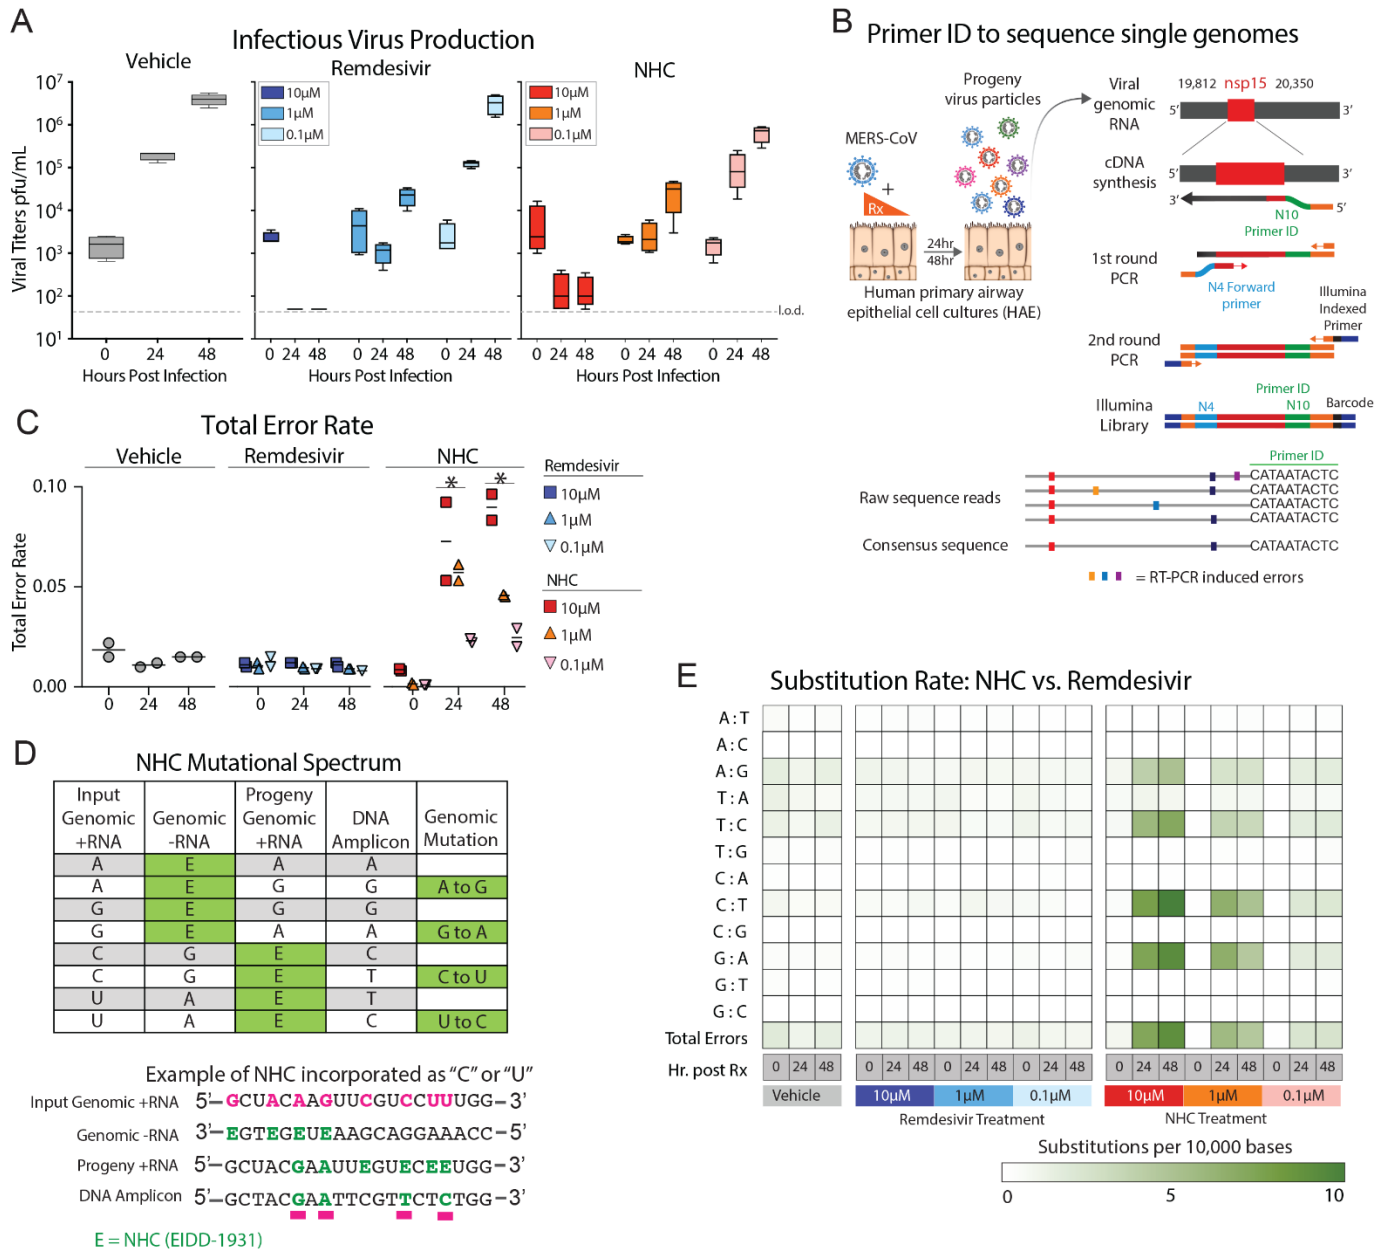 A
Infectious Virus Production
Vehicle
Remdesivir
NHC
Viral Titers pfu/mL
10⁷
10⁶
10⁵
10⁴
10³
10²
10¹
10µM
1µM
0.1µM
10µM
1µM
0.1µM
l.o.d.
0 24 48
0 24 48 0 24 48 0 24 48
0 24 48 0 24 48 0 24 48
Hours Post Infection
Hours Post Infection
Hours Post Infection
B
Primer ID to sequence single genomes
Progeny
virus particles
MERS-CoV
+
Rx
24hr
48hr
Human primary airway
epithelial cell cultures (HAE)
19,812 nsp15 20,350
Viral
genomic
RNA
5′ 3′
cDNA
synthesis
5′ 3′
3′ 5′
N10
Primer ID
1st round
PCR
N4 Forward
primer
Illumina
Indexed
Primer
2nd round
PCR
Primer ID
N4 N10 Barcode
Illumina
Library
Primer ID
Raw sequence reads
CATAATACTC
CATAATACTC
CATAATACTC
CATAATACTC
Consensus sequence CATAATACTC
= RT-PCR induced errors
C
Total Error Rate
Vehicle
Remdesivir
NHC
Total Error Rate
0.10
0.05
0.00
* *
0 24 48
0 24 48
0 24 48
Remdesivir
10µM
1µM
0.1µM
NHC
10µM
1µM
0.1µM
D
NHC Mutational Spectrum
Input Genomic +RNA | Genomic -RNA | Progeny Genomic +RNA | DNA Amplicon | Genomic Mutation
A E A A
A E G G A to G
G E G G
G E A A G to A
C G E C
C G E T C to U
U A E T
U A E C U to C
Example of NHC incorporated as "C" or "U"
Input Genomic +RNA 5′–GCUACAAGUUCGUCCUUUGG–3′
Genomic -RNA 3′–EGTEGEUEAAGCAGGAAACC–5′
Progeny +RNA 5′–GCUACGAAUUEGUECEEUGG–3′
DNA Amplicon 5′–GCTACGAATTCGTTCTCTGG–3′
E = NHC (EIDD-1931)
E
Substitution Rate: NHC vs. Remdesivir
A : T
A : C
A : G
T : A
T : C
T : G
C : A
C : T
C : G
G : A
G : T
G : C
Total Errors
Hr. post Rx
0 24 48
0 24 48 0 24 48 0 24 48
0 24 48 0 24 48 0 24 48
Vehicle
10µM 1µM 0.1µM
10µM 1µM 0.1µM
Remdesivir Treatment
NHC Treatment
Substitutions per 10,000 bases
0 5 10